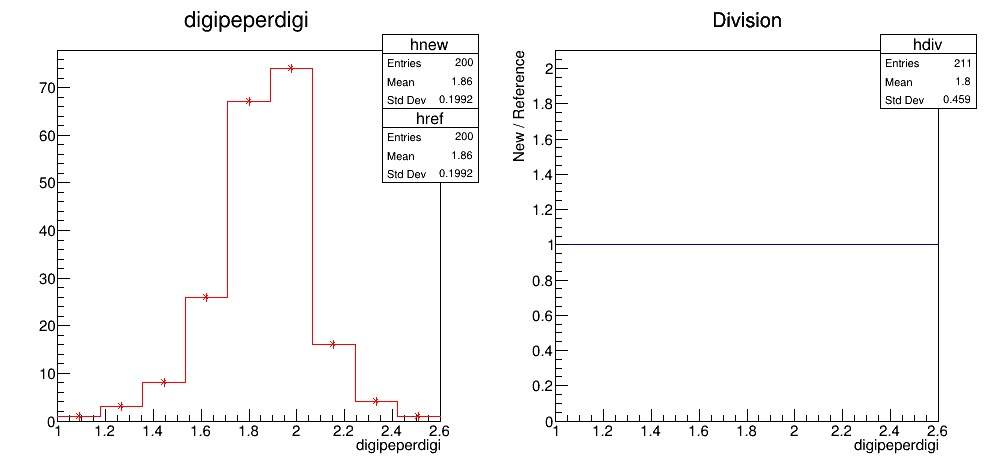 digipeperdigi
hnew
Entries 200
Mean 1.86
Std Dev 0.1992
href
Entries 200
Mean 1.86
Std Dev 0.1992
70
60
50
40
30
20
10
0
1 1.2 1.4 1.6 1.8 2 2.2 2.4 2.6
digipeperdigi
Division
hdiv
Entries 211
Mean 1.8
Std Dev 0.459
New / Reference
2
1.8
1.6
1.4
1.2
1
0.8
0.6
0.4
0.2
0
1 1.2 1.4 1.6 1.8 2 2.2 2.4 2.6
digipeperdigi